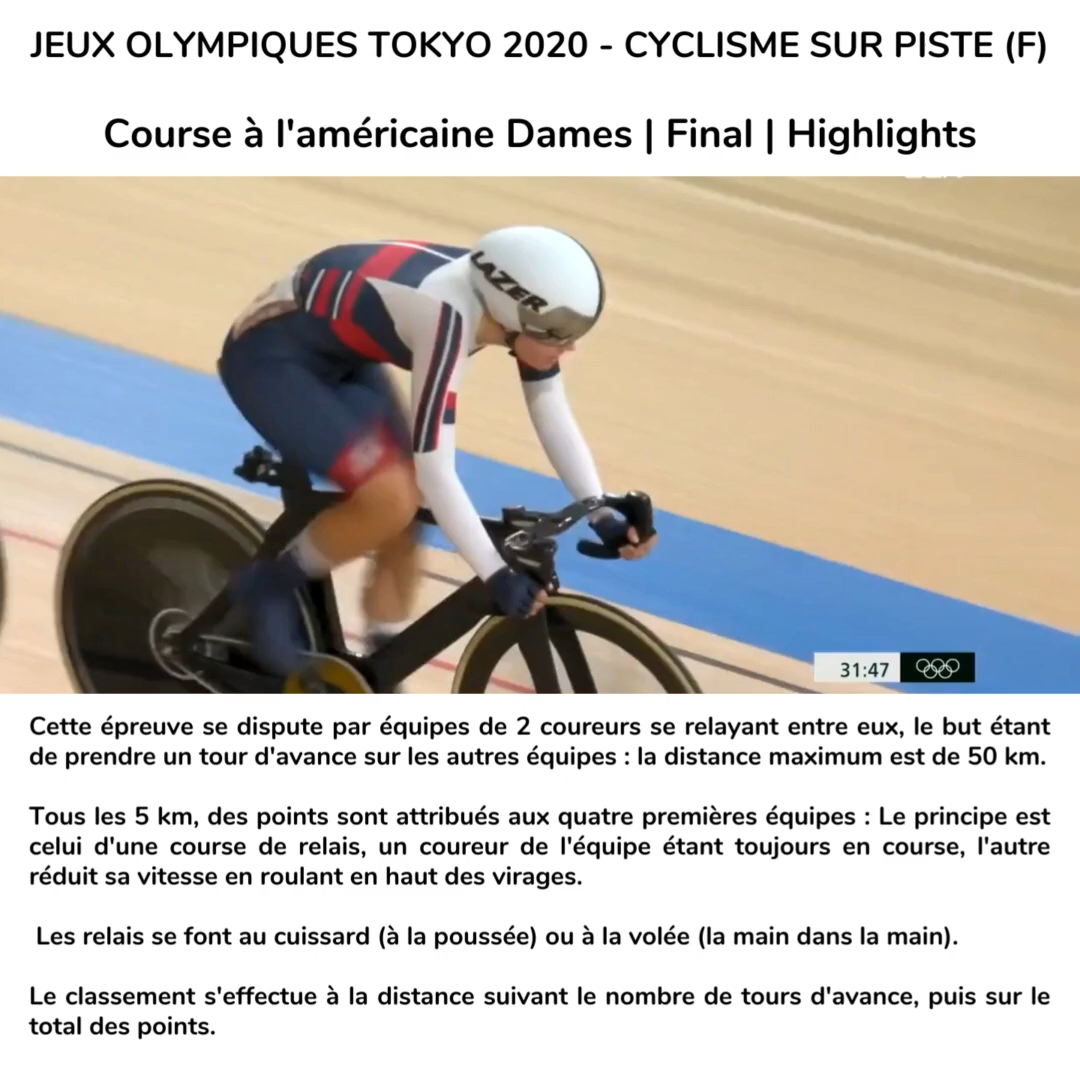 JEUX OLYMPIQUES TOKYO 2020 - CYCLISME SUR PISTE (F)
Course à l'américaine Dames | Final | Highlights
LAZER
31:47
Cette épreuve se dispute par équipes de 2 coureurs se relayant entre eux, le but étant
de prendre un tour d'avance sur les autres équipes : la distance maximum est de 50 km.
Tous les 5 km, des points sont attribués aux quatre premières équipes : Le principe est
celui d'une course de relais, un coureur de l'équipe étant toujours en course, l'autre
réduit sa vitesse en roulant en haut des virages.
Les relais se font au cuissard (à la poussée) ou à la volée (la main dans la main).
Le classement s'effectue à la distance suivant le nombre de tours d'avance, puis sur le
total des points.